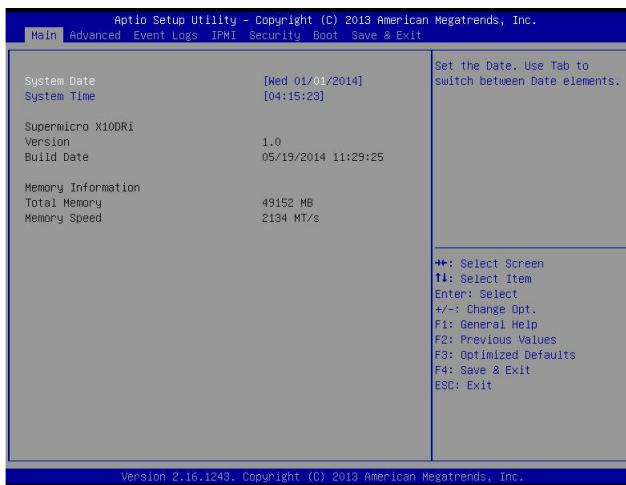 Aptio Setup Utility – Copyright (C) 2013 American Megatrends, Inc.
Main Advanced Event Logs IPMI Security Boot Save & Exit
System Date [Wed 01/01/2014]
System Time [04:15:23]
Supermicro X10DRi
Version 1.0
Build Date 05/19/2014 11:29:25
Memory Information
Total Memory 49152 MB
Memory Speed 2134 MT/s
Set the Date. Use Tab to
switch between Date elements.
→←: Select Screen
↑↓: Select Item
Enter: Select
+/-: Change Opt.
F1: General Help
F2: Previous Values
F3: Optimized Defaults
F4: Save & Exit
ESC: Exit
Version 2.16.1243. Copyright (C) 2013 American Megatrends, Inc.